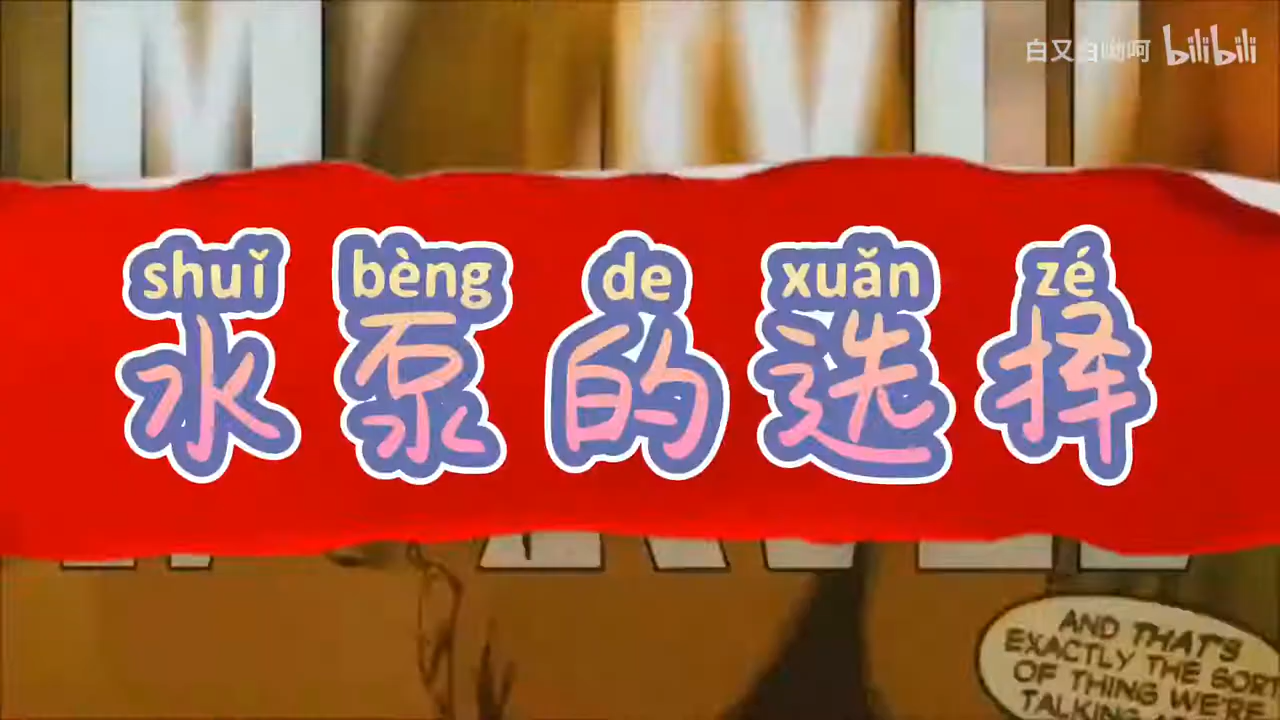 白又白呦呵 bilibili
shuǐ bèng de xuǎn zé
水泵的选择
AND THAT'S
EXACTLY THE SORT
OF THING WE'RE
TALKING